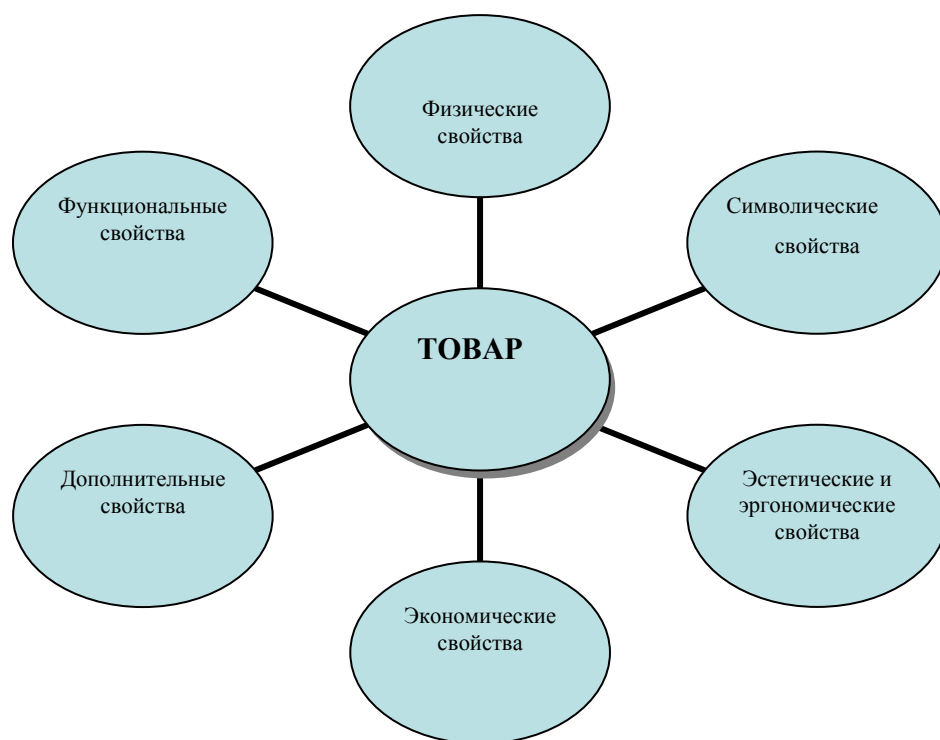 Физические
свойства
Функциональные
свойства
Символические
свойства
ТОВАР
Дополнительные
свойства
Эстетические и
эргономические
свойства
Экономические
свойства